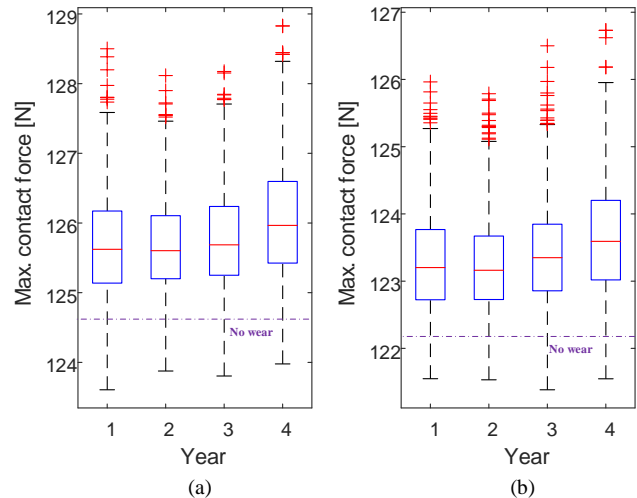 129
128
127
126
125
124
Max. contact force [N]
No wear
1 2 3 4
Year
(a)
127
126
125
124
123
122
Max. contact force [N]
No wear
1 2 3 4
Year
(b)